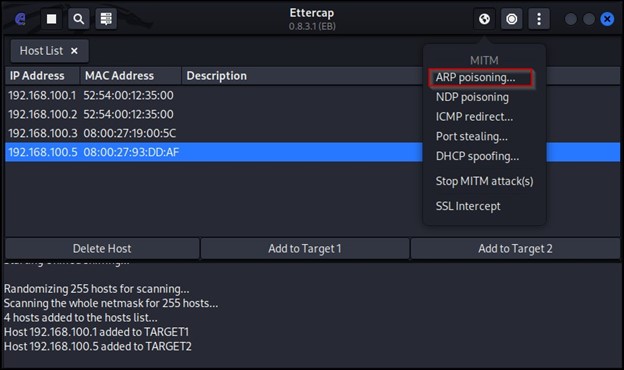 Ettercap
0.8.3.1 (EB)
Host List ×
IP Address MAC Address Description
192.168.100.1 52:54:00:12:35:00
192.168.100.2 52:54:00:12:35:00
192.168.100.3 08:00:27:19:00:5C
192.168.100.5 08:00:27:93:DD:AF
MITM
ARP poisoning...
NDP poisoning
ICMP redirect...
Port stealing...
DHCP spoofing...
Stop MITM attack(s)
SSL Intercept
Delete Host Add to Target 1 Add to Target 2
Randomizing 255 hosts for scanning...
Scanning the whole netmask for 255 hosts...
4 hosts added to the hosts list...
Host 192.168.100.1 added to TARGET1
Host 192.168.100.5 added to TARGET2